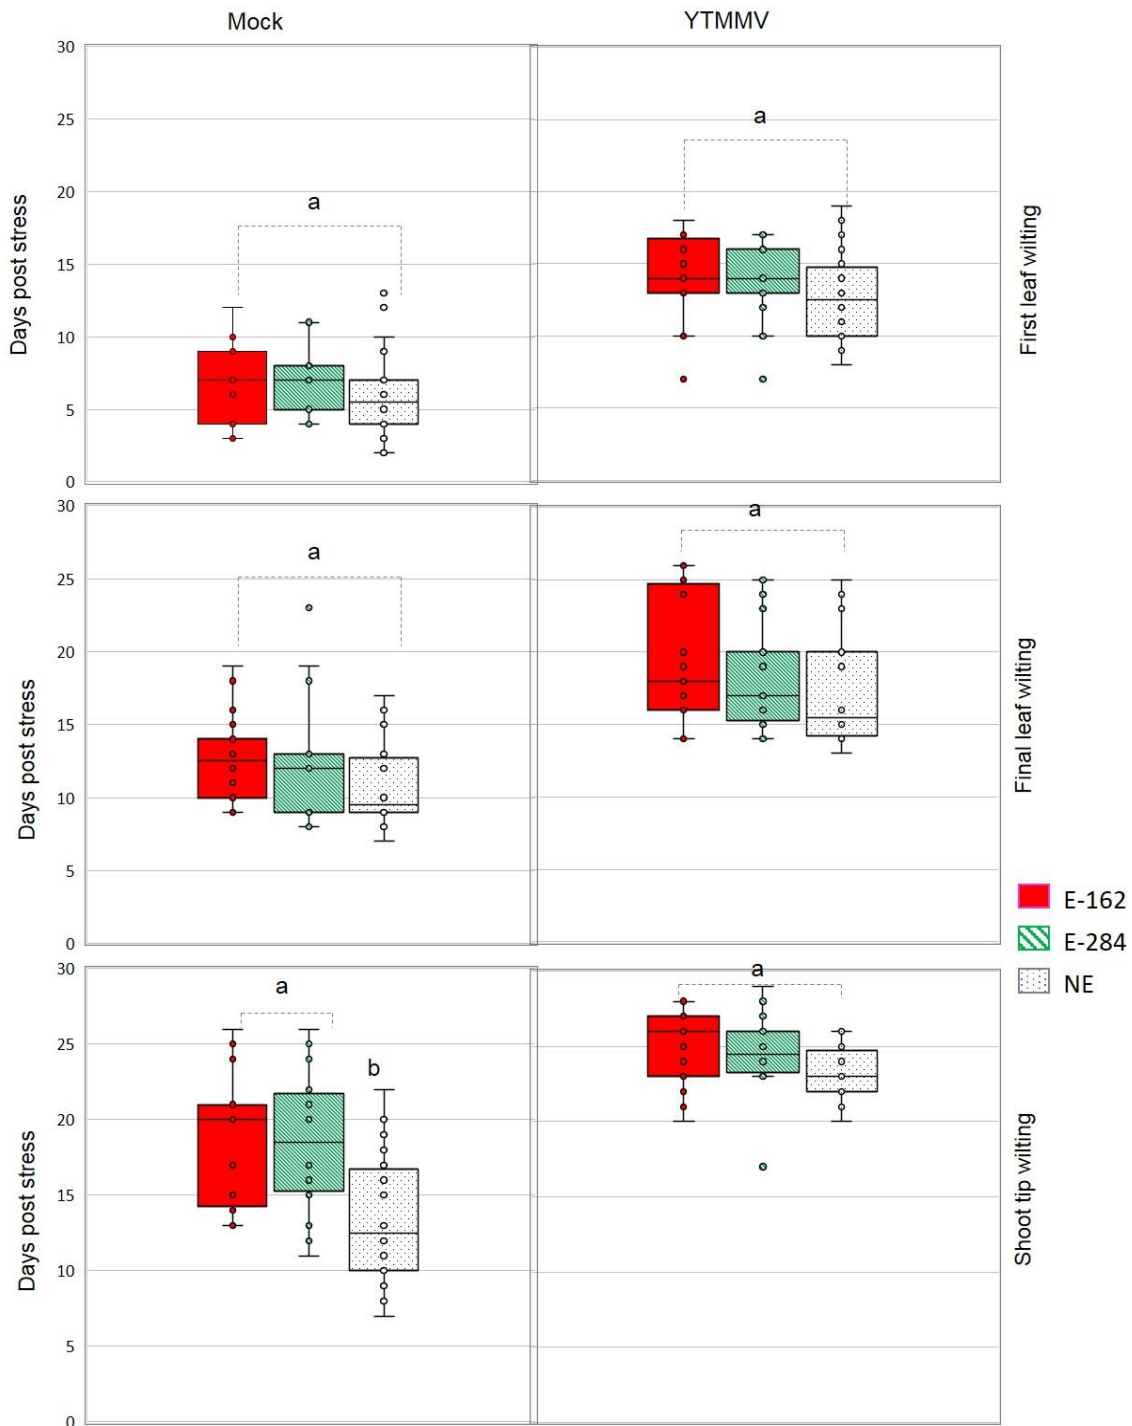 Mock
YTMMV
30
25
20
15
10
5
0
Days post stress
a
a
First leaf wilting
30
25
20
15
10
5
0
Days post stress
a
a
Final leaf wilting
E-162
E-284
NE
30
25
20
15
10
5
0
Days post stress
a
b
a
Shoot tip wilting